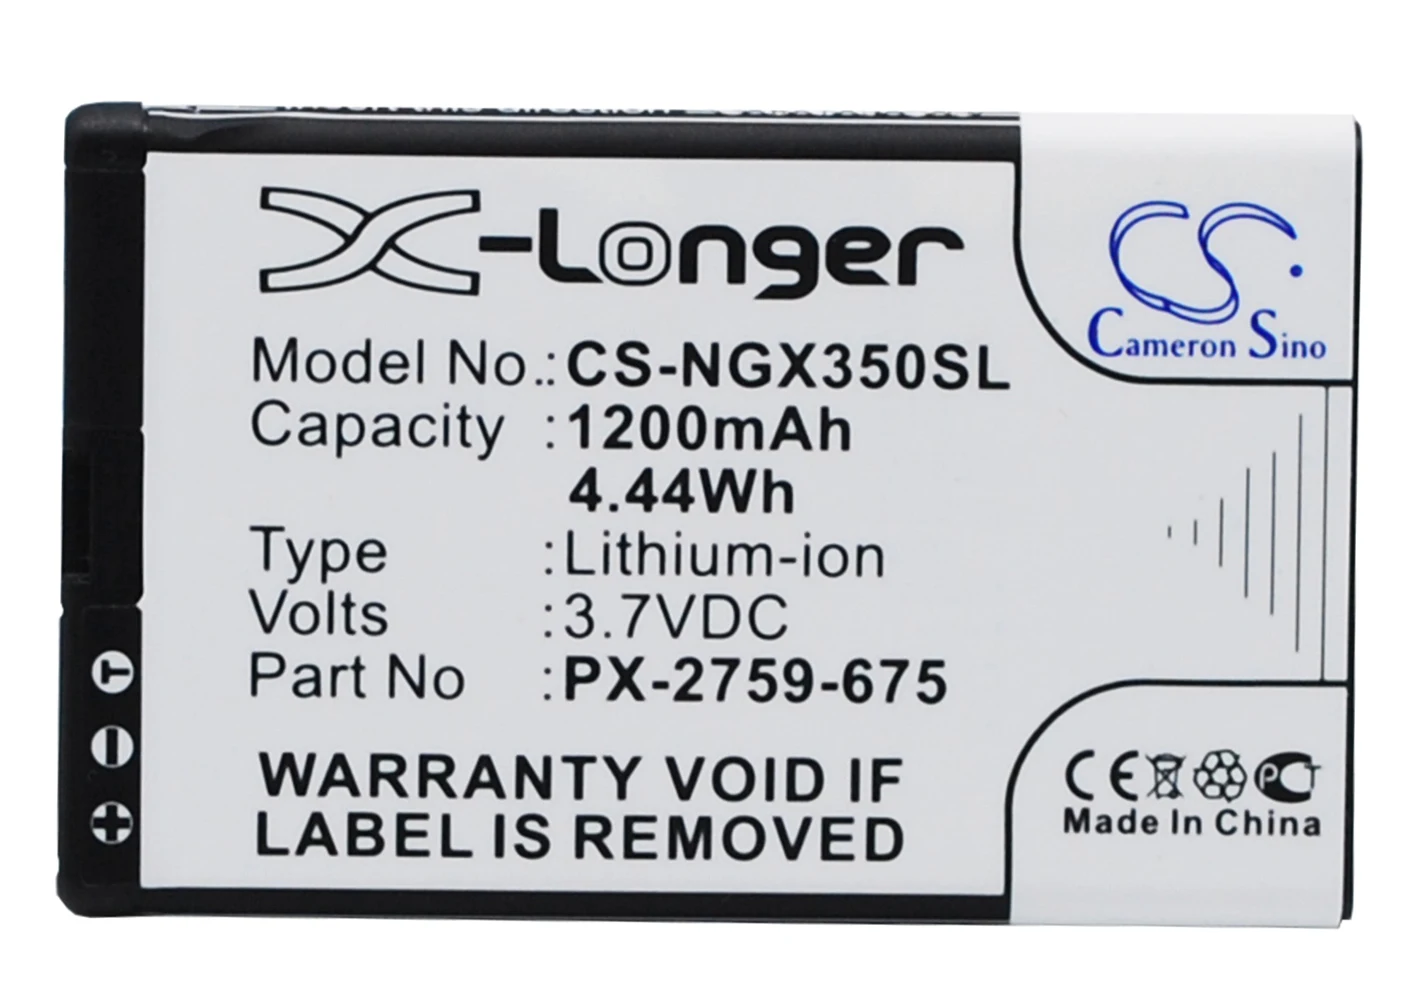 X-Longer
CS
Cameron Sino
Model No.: CS-NGX350SL
Capacity : 1200mAh
4.44Wh
Type : Lithium-ion
Volts : 3.7VDC
Part No : PX-2759-675
WARRANTY VOID IF
LABEL IS REMOVED
T
-
+
CE PCT
Made In China